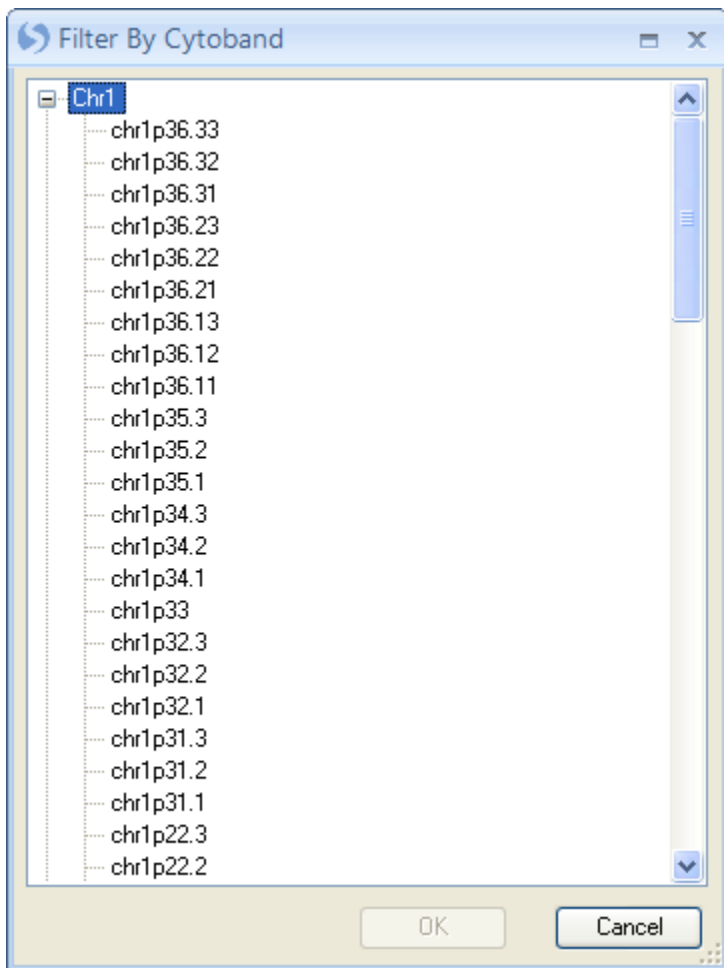 Filter By Cytoband
Chr1
chr1p36.33
chr1p36.32
chr1p36.31
chr1p36.23
chr1p36.22
chr1p36.21
chr1p36.13
chr1p36.12
chr1p36.11
chr1p35.3
chr1p35.2
chr1p35.1
chr1p34.3
chr1p34.2
chr1p34.1
chr1p33
chr1p32.3
chr1p32.2
chr1p32.1
chr1p31.3
chr1p31.2
chr1p31.1
chr1p22.3
chr1p22.2
OK Cancel